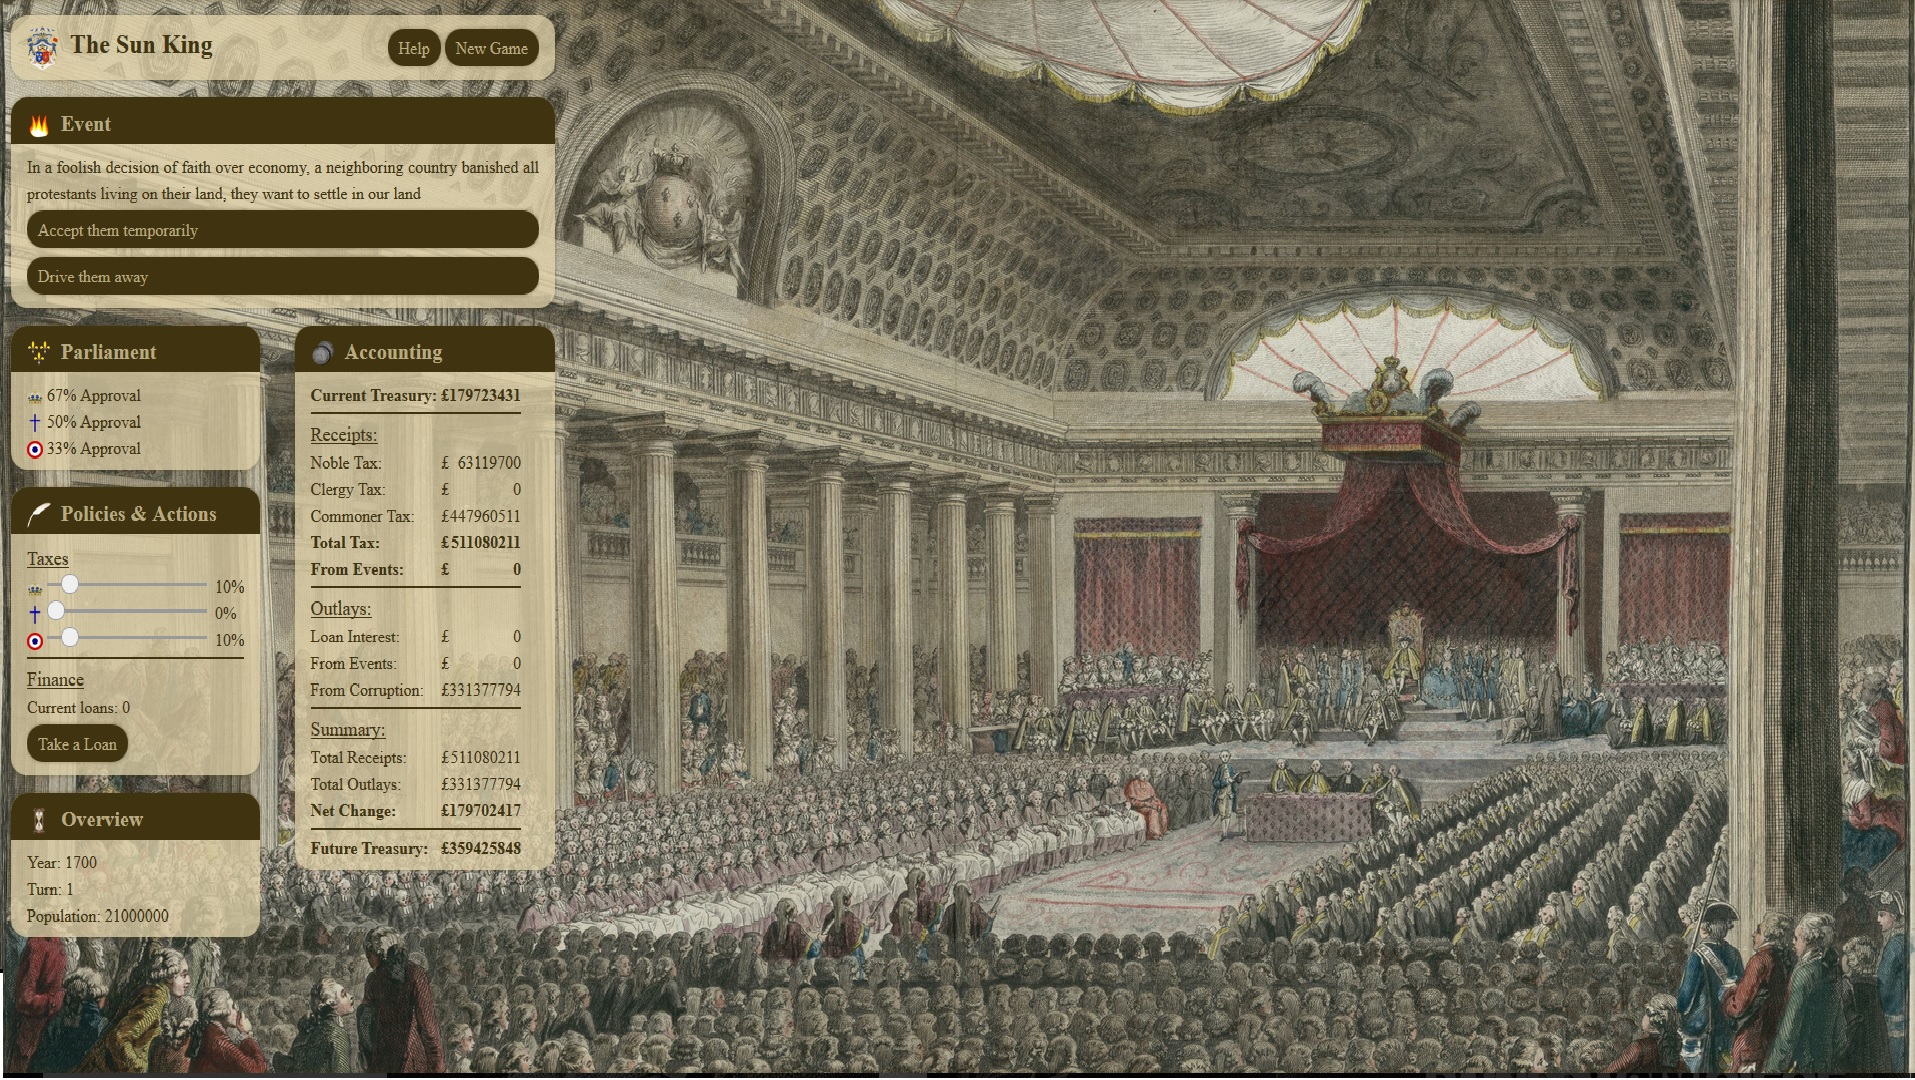 The Sun King
Help
New Game
Event
In a foolish decision of faith over economy, a neighboring country banished all
protestants living on their land, they want to settle in our land
Accept them temporarily
Drive them away
Parliament
67% Approval
50% Approval
33% Approval
Policies & Actions
Taxes
10%
0%
10%
Finance
Current loans: 0
Take a Loan
Overview
Year: 1700
Turn: 1
Population: 21000000
Accounting
Current Treasury: £179723431
Receipts:
Noble Tax: £ 63119700
Clergy Tax: £ 0
Commoner Tax: £447960511
Total Tax: £511080211
From Events: £ 0
Outlays:
Loan Interest: £ 0
From Events: £ 0
From Corruption: £331377794
Summary:
Total Receipts: £511080211
Total Outlays: £331377794
Net Change: £179702417
Future Treasury: £359425848